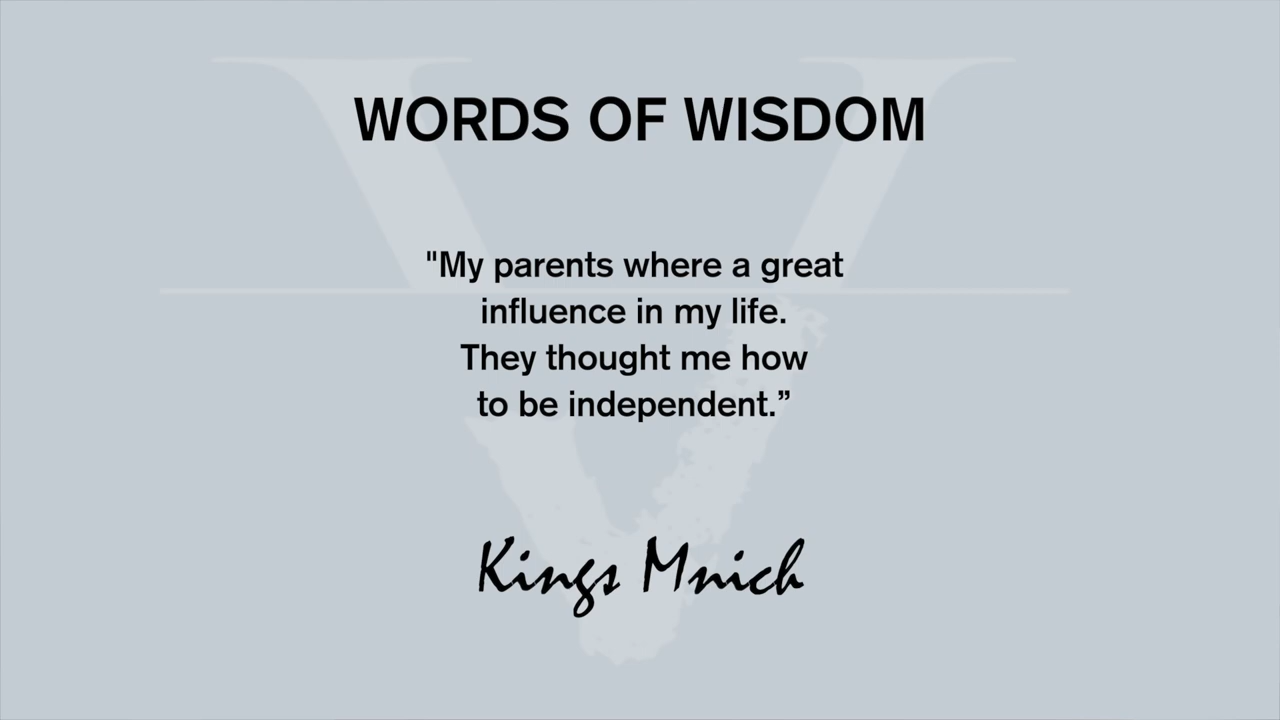 WORDS OF WISDOM
"My parents where a great
influence in my life.
They thought me how
to be independent.”
Kings Mnich